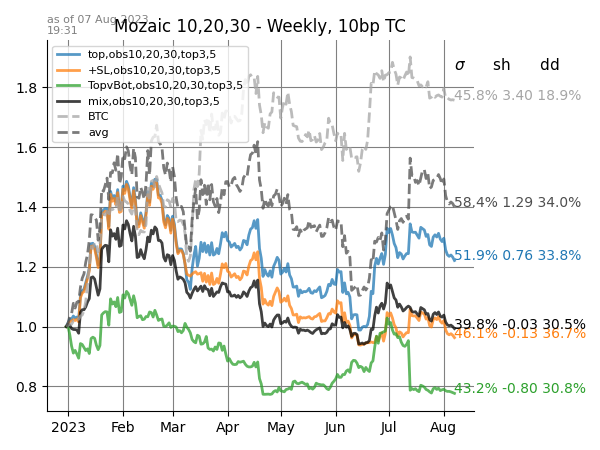 as of 07 Aug 2023
19:31
Mozaic 10,20,30 - Weekly, 10bp TC
top,obs10,20,30,top3,5
+SL,obs10,20,30,top3,5
TopvBot,obs10,20,30,top3,5
mix,obs10,20,30,top3,5
BTC
avg
σ sh dd
45.8% 3.40 18.9%
58.4% 1.29 34.0%
51.9% 0.76 33.8%
39.8% -0.03 30.5%
46.1% -0.13 36.7%
43.2% -0.80 30.8%
1.8
1.6
1.4
1.2
1.0
0.8
2023 Feb Mar Apr May Jun Jul Aug